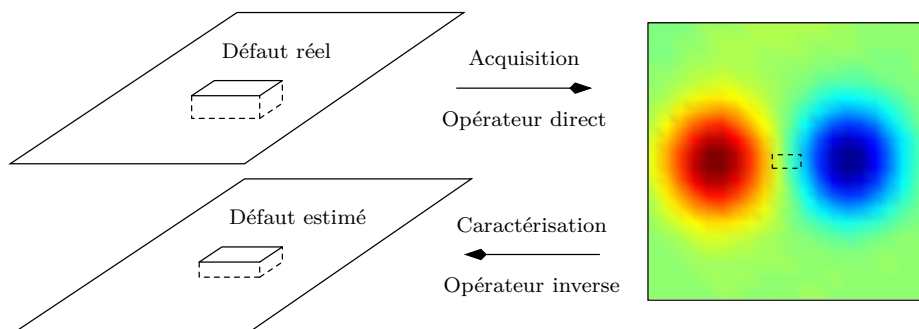 Défaut réel
Acquisition
Opérateur direct
Défaut estimé
Caractérisation
Opérateur inverse